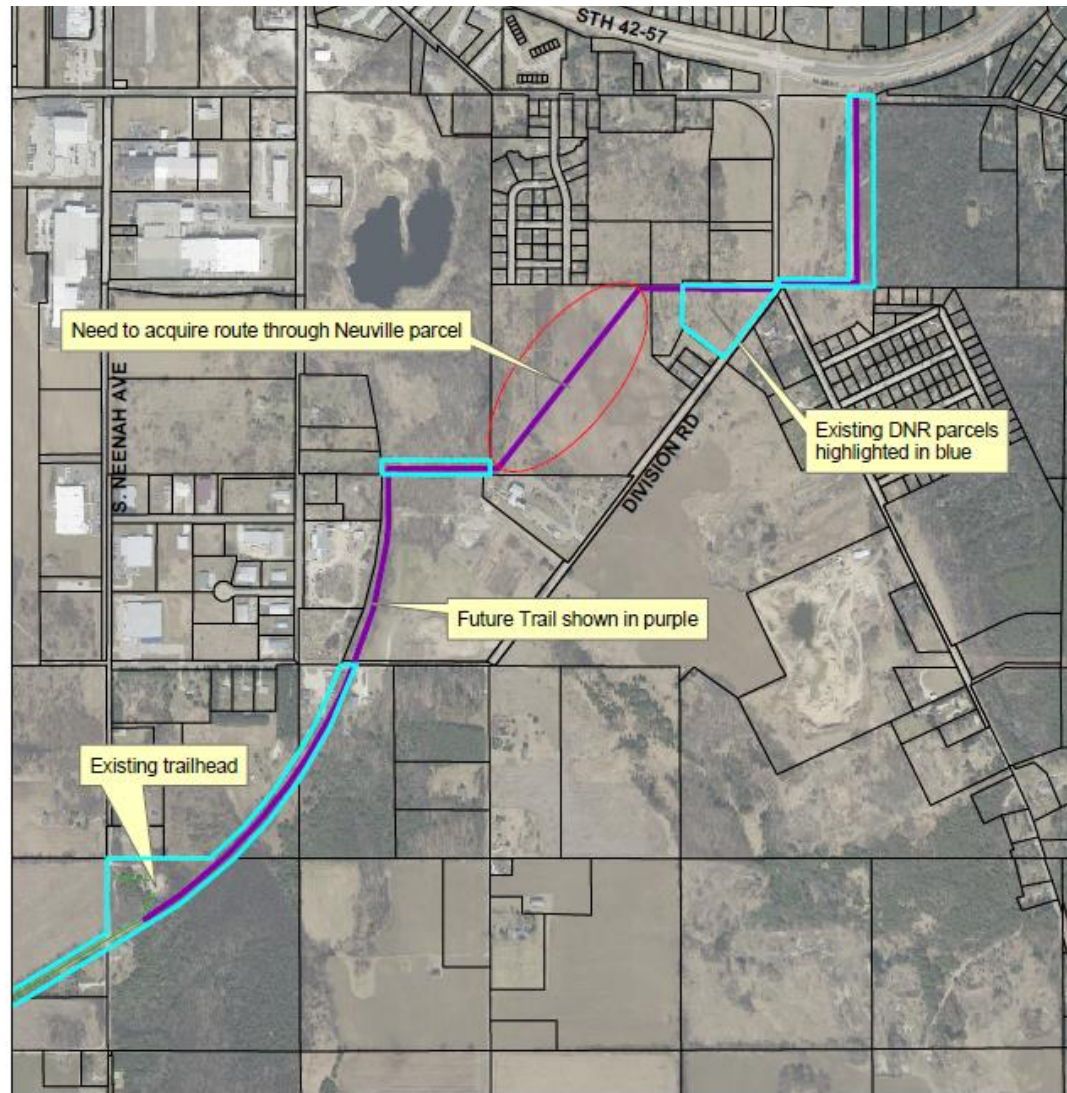 STH 42-57
Need to acquire route through Neuville parcel
S. NEENAH AVE
Existing DNR parcels
highlighted in blue
DIVISION RD
Future Trail shown in purple
Existing trailhead